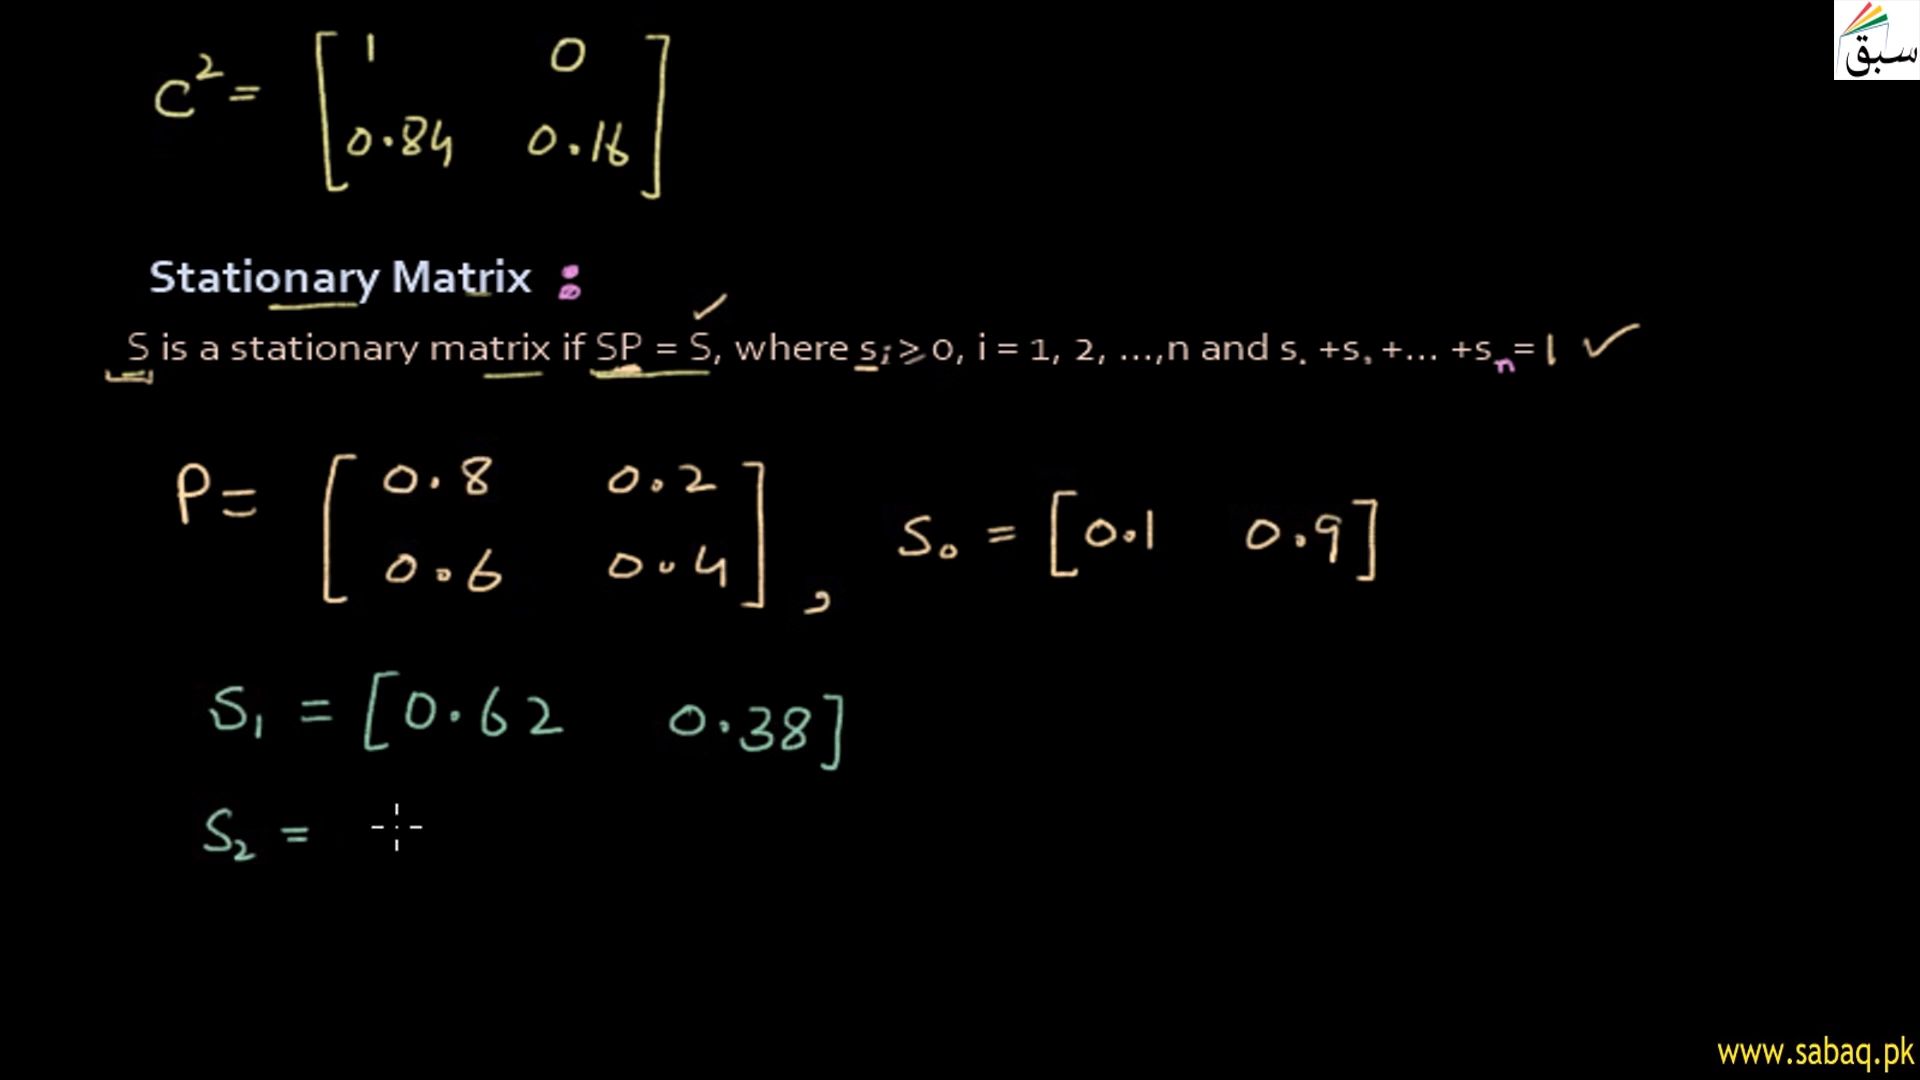 سبق
C² = [1 0
0.84 0.16]
Stationary Matrix :
S is a stationary matrix if SP = S, where sᵢ ⩾ 0, i = 1, 2, ...,n and s. +s. +... +sₙ=1 ✓
P = [0.8 0.2
0.6 0.4] , S₀ = [0.1 0.9]
S₁ = [0.62 0.38]
S₂ =
www.sabaq.pk